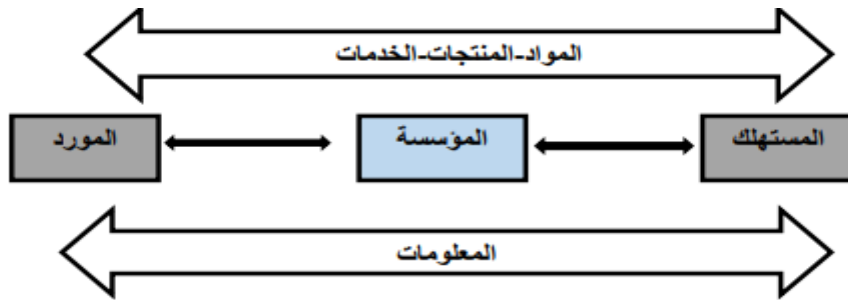 المواد-المنتجات-الخدمات
المستهلك
المؤسسة
المورد
المعلومات